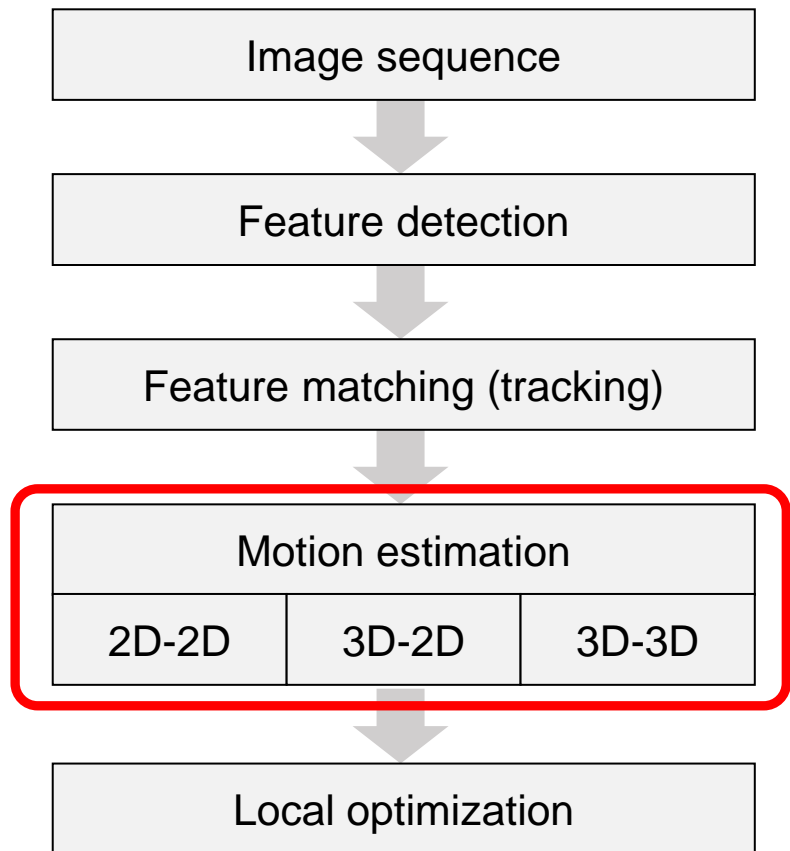 Image sequence
Feature detection
Feature matching (tracking)
Motion estimation
2D-2D 3D-2D 3D-3D
Local optimization